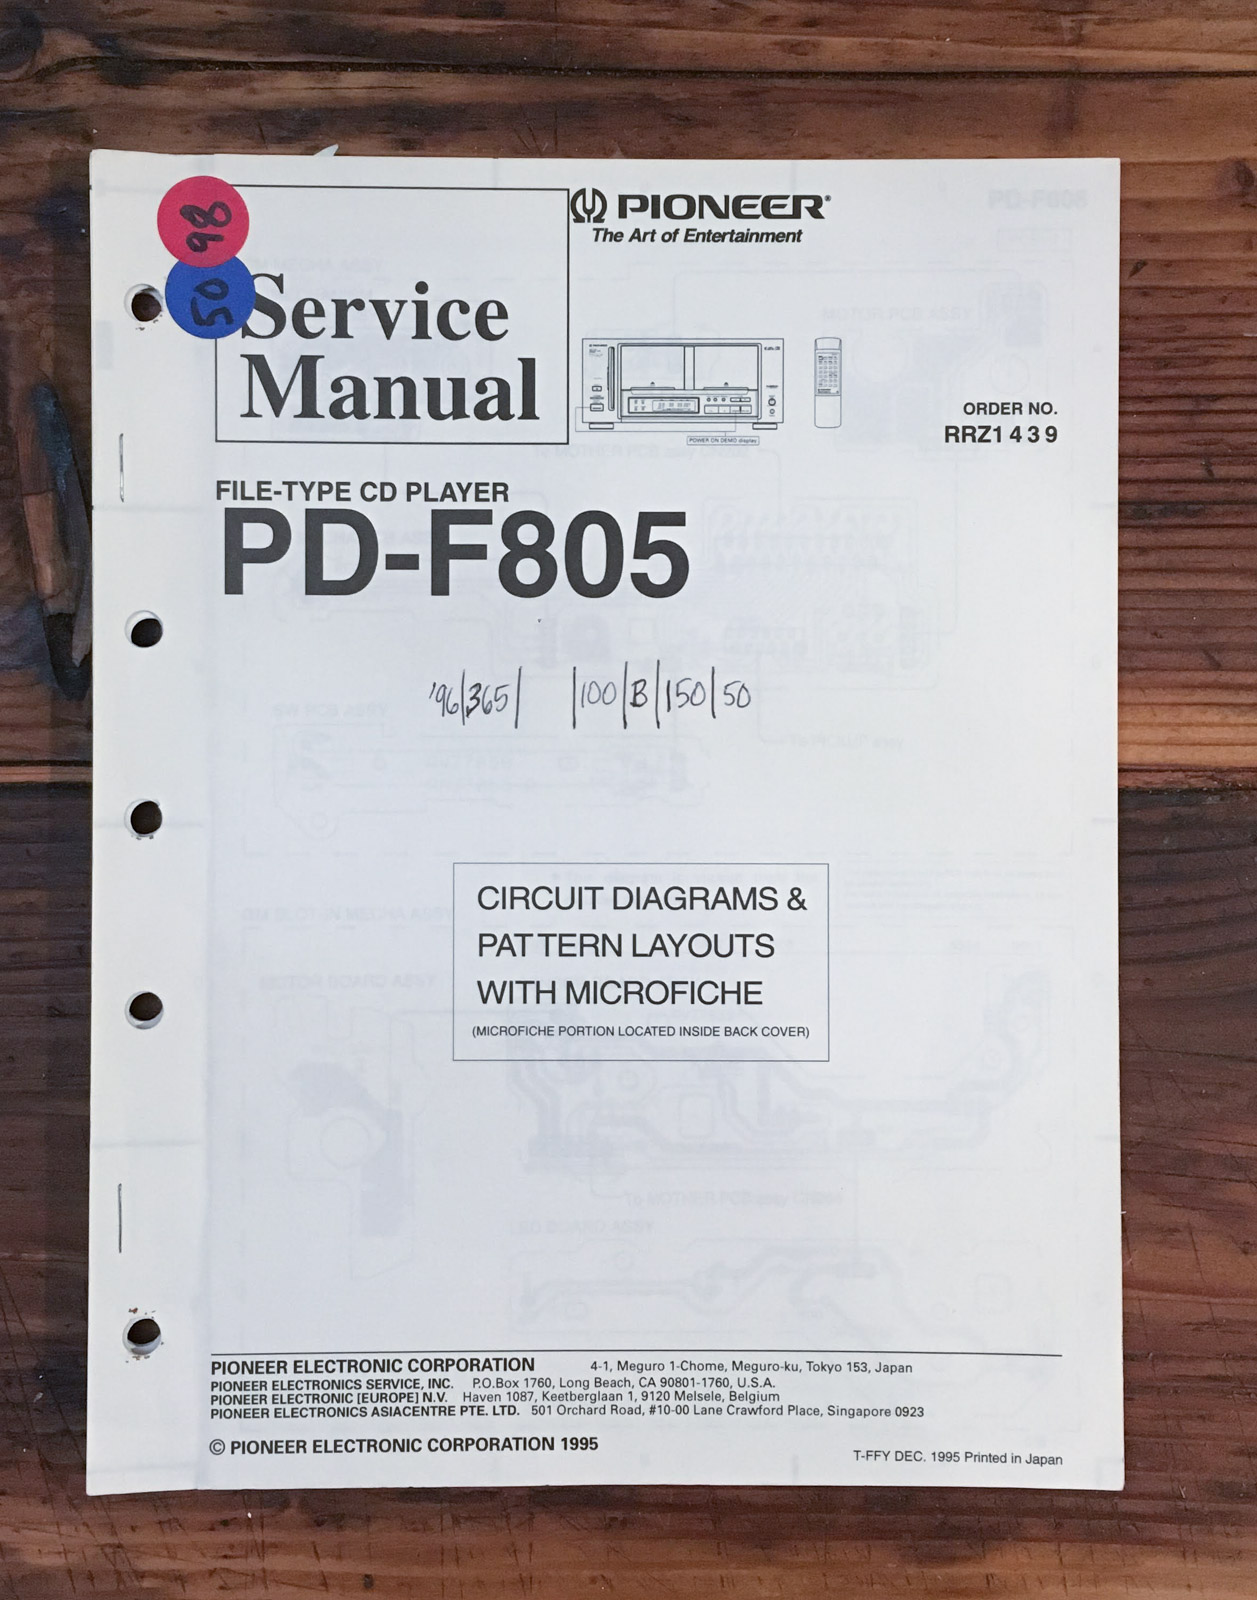 98
50
Service
Manual
PIONEER®
The Art of Entertainment
POWER ON DEMO display
ORDER NO.
RRZ1439
FILE-TYPE CD PLAYER
PD-F805
'96|365| |100|B|150|50
CIRCUIT DIAGRAMS &
PATTERN LAYOUTS
WITH MICROFICHE
(MICROFICHE PORTION LOCATED INSIDE BACK COVER)
PIONEER ELECTRONIC CORPORATION 4-1, Meguro 1-Chome, Meguro-ku, Tokyo 153, Japan
PIONEER ELECTRONICS SERVICE, INC. P.O.Box 1760, Long Beach, CA 90801-1760, U.S.A.
PIONEER ELECTRONIC [EUROPE] N.V. Haven 1087, Keetberglaan 1, 9120 Melsele, Belgium
PIONEER ELECTRONICS ASIACENTRE PTE. LTD. 501 Orchard Road, #10-00 Lane Crawford Place, Singapore 0923
© PIONEER ELECTRONIC CORPORATION 1995
T-FFY DEC. 1995 Printed in Japan